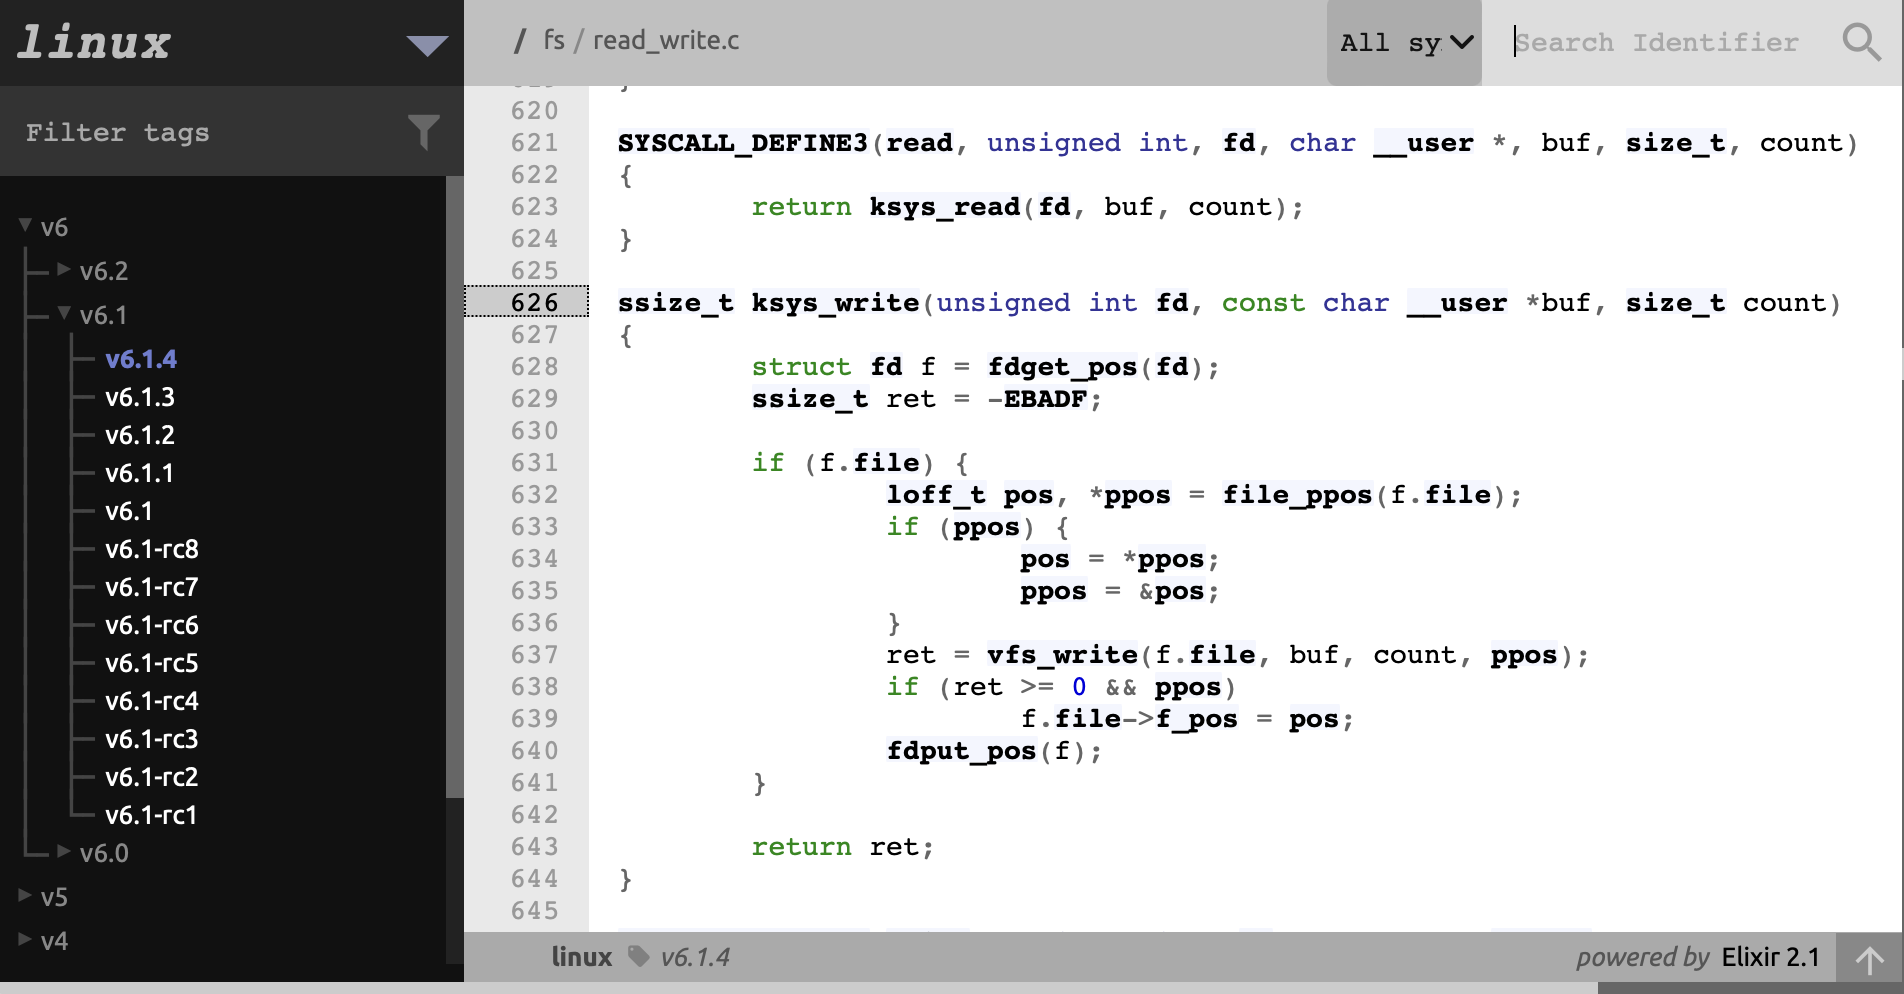 linux
/ fs / read_write.c
All sy
Search Identifier
Filter tags
v6
v6.2
v6.1
v6.1.4
v6.1.3
v6.1.2
v6.1.1
v6.1
v6.1-rc8
v6.1-rc7
v6.1-rc6
v6.1-rc5
v6.1-rc4
v6.1-rc3
v6.1-rc2
v6.1-rc1
v6.0
v5
v4
620
621 SYSCALL_DEFINE3(read, unsigned int, fd, char __user *, buf, size_t, count)
622 {
623         return ksys_read(fd, buf, count);
624 }
625
626 ssize_t ksys_write(unsigned int fd, const char __user *buf, size_t count)
627 {
628         struct fd f = fdget_pos(fd);
629         ssize_t ret = -EBADF;
630
631         if (f.file) {
632                 loff_t pos, *ppos = file_ppos(f.file);
633                 if (ppos) {
634                         pos = *ppos;
635                         ppos = &pos;
636                 }
637                 ret = vfs_write(f.file, buf, count, ppos);
638                 if (ret >= 0 && ppos)
639                         f.file->f_pos = pos;
640                 fdput_pos(f);
641         }
642
643         return ret;
644 }
645
linux v6.1.4
powered by Elixir 2.1